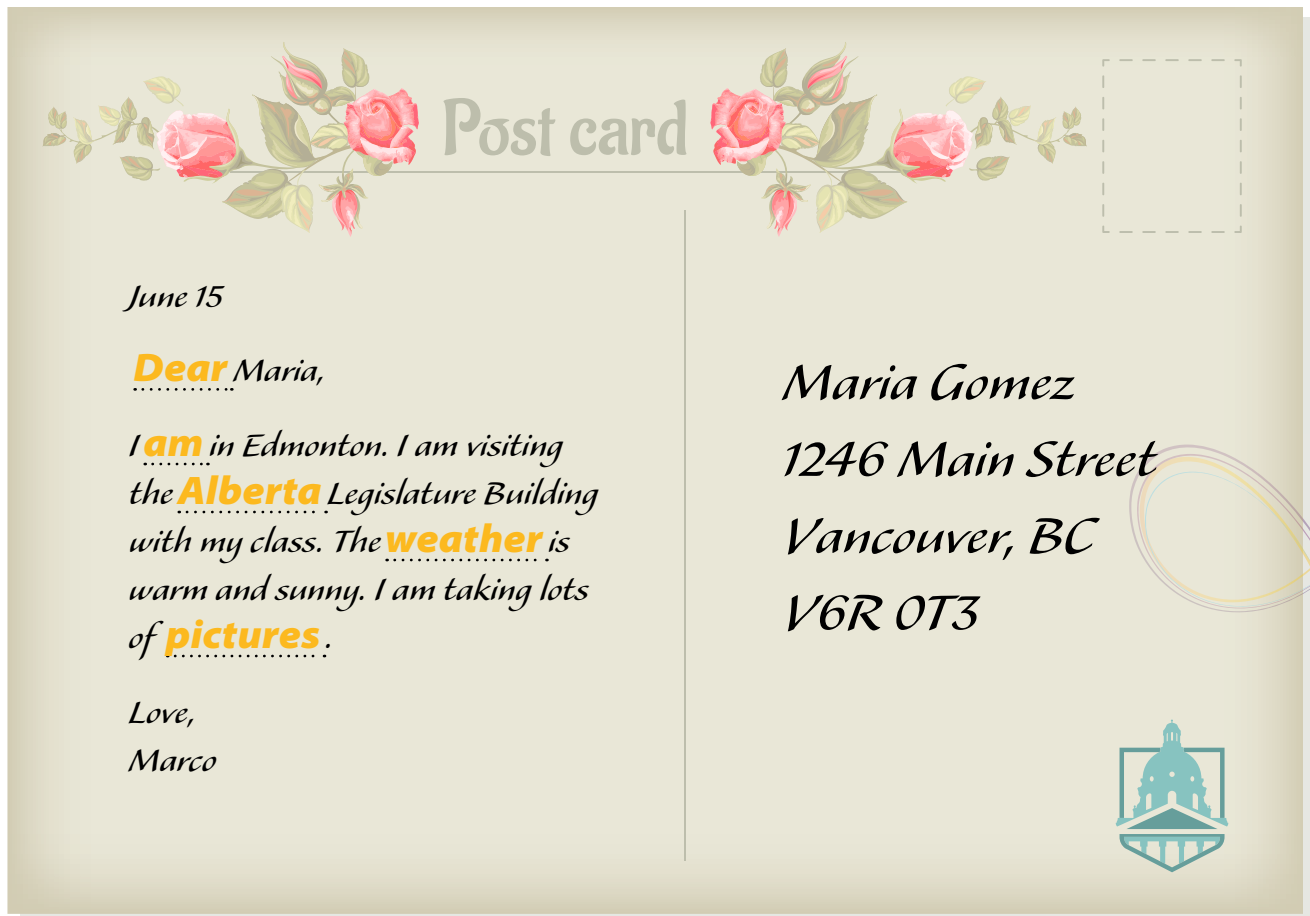 Post card
June 15
Dear Maria,
I am in Edmonton. I am visiting
the Alberta Legislature Building
with my class. The weather is
warm and sunny. I am taking lots
of pictures.
Love,
Marco
Maria Gomez
1246 Main Street
Vancouver, BC
V6R 0T3